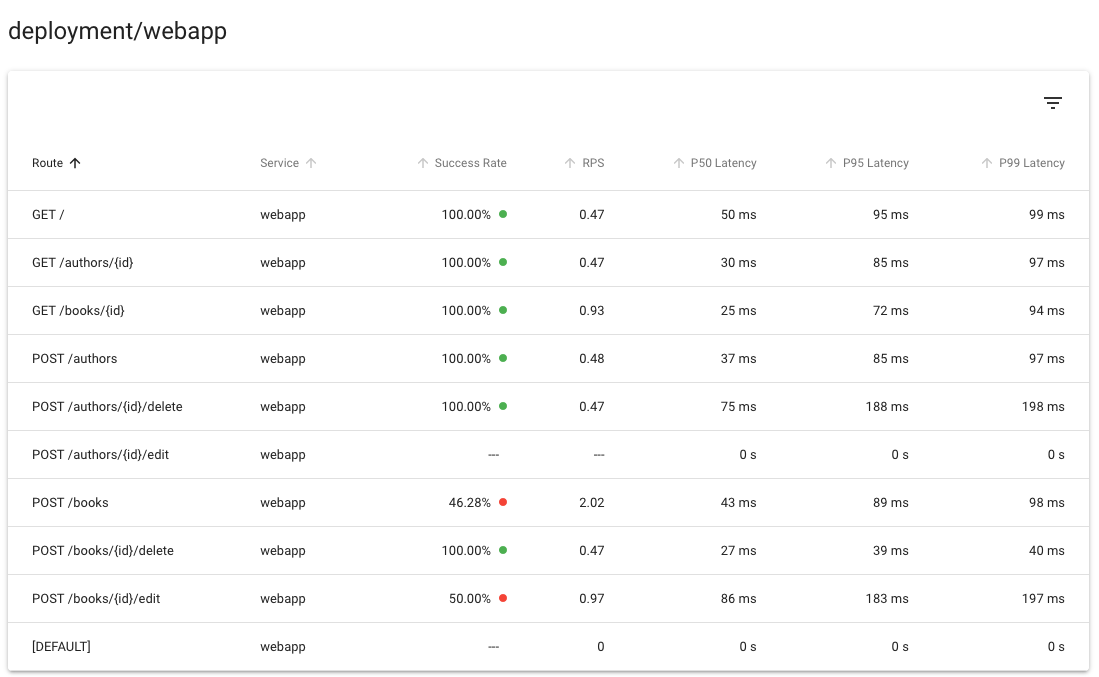 deployment/webapp
Route Service Success Rate RPS P50 Latency P95 Latency P99 Latency
GET / webapp 100.00% 0.47 50 ms 95 ms 99 ms
GET /authors/{id} webapp 100.00% 0.47 30 ms 85 ms 97 ms
GET /books/{id} webapp 100.00% 0.93 25 ms 72 ms 94 ms
POST /authors webapp 100.00% 0.48 37 ms 85 ms 97 ms
POST /authors/{id}/delete webapp 100.00% 0.47 75 ms 188 ms 198 ms
POST /authors/{id}/edit webapp --- --- 0 s 0 s 0 s
POST /books webapp 46.28% 2.02 43 ms 89 ms 98 ms
POST /books/{id}/delete webapp 100.00% 0.47 27 ms 39 ms 40 ms
POST /books/{id}/edit webapp 50.00% 0.97 86 ms 183 ms 197 ms
[DEFAULT] webapp --- 0 0 s 0 s 0 s